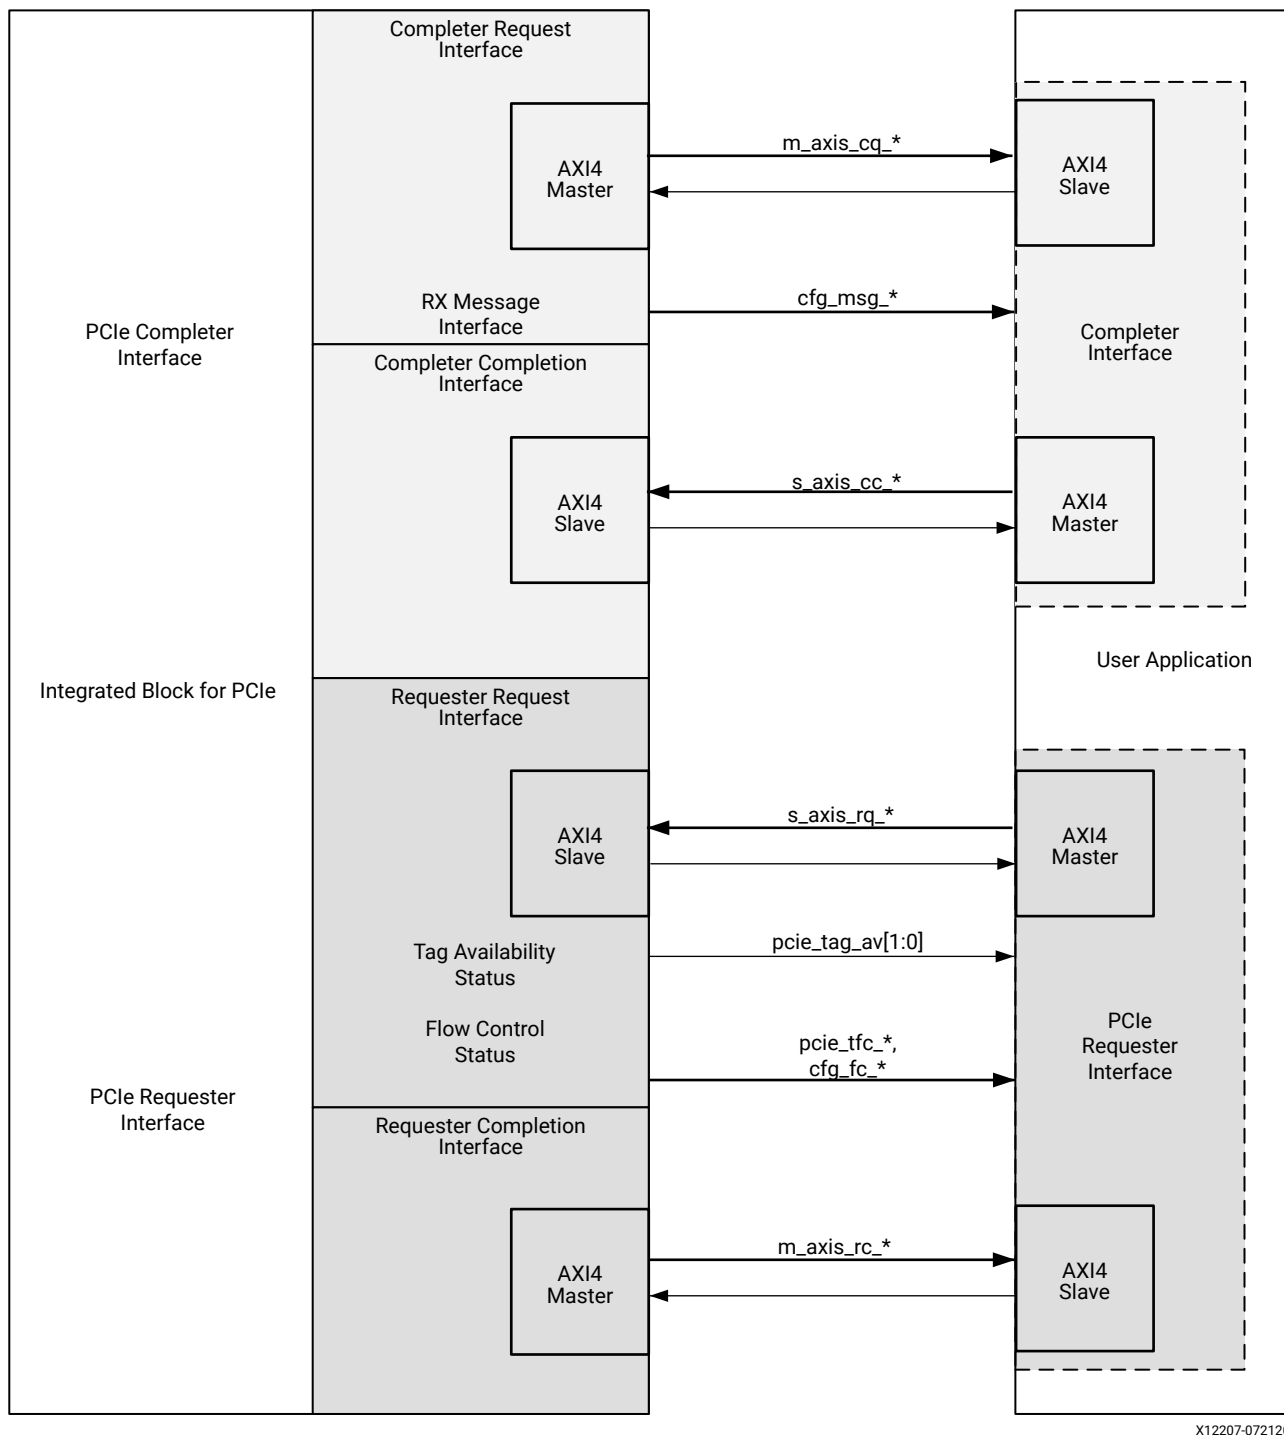 Completer Request
Interface
AXI4
Master
m_axis_cq_*
AXI4
Slave
RX Message
Interface
cfg_msg_*
PCIe Completer
Interface
Completer
Interface
Completer Completion
Interface
AXI4
Slave
s_axis_cc_*
AXI4
Master
User Application
Integrated Block for PCIe
Requester Request
Interface
AXI4
Slave
s_axis_rq_*
AXI4
Master
Tag Availability
Status
pcie_tag_av[1:0]
Flow Control
Status
pcie_tfc_*,
cfg_fc_*
PCIe
Requester
Interface
PCIe Requester
Interface
Requester Completion
Interface
AXI4
Master
m_axis_rc_*
AXI4
Slave